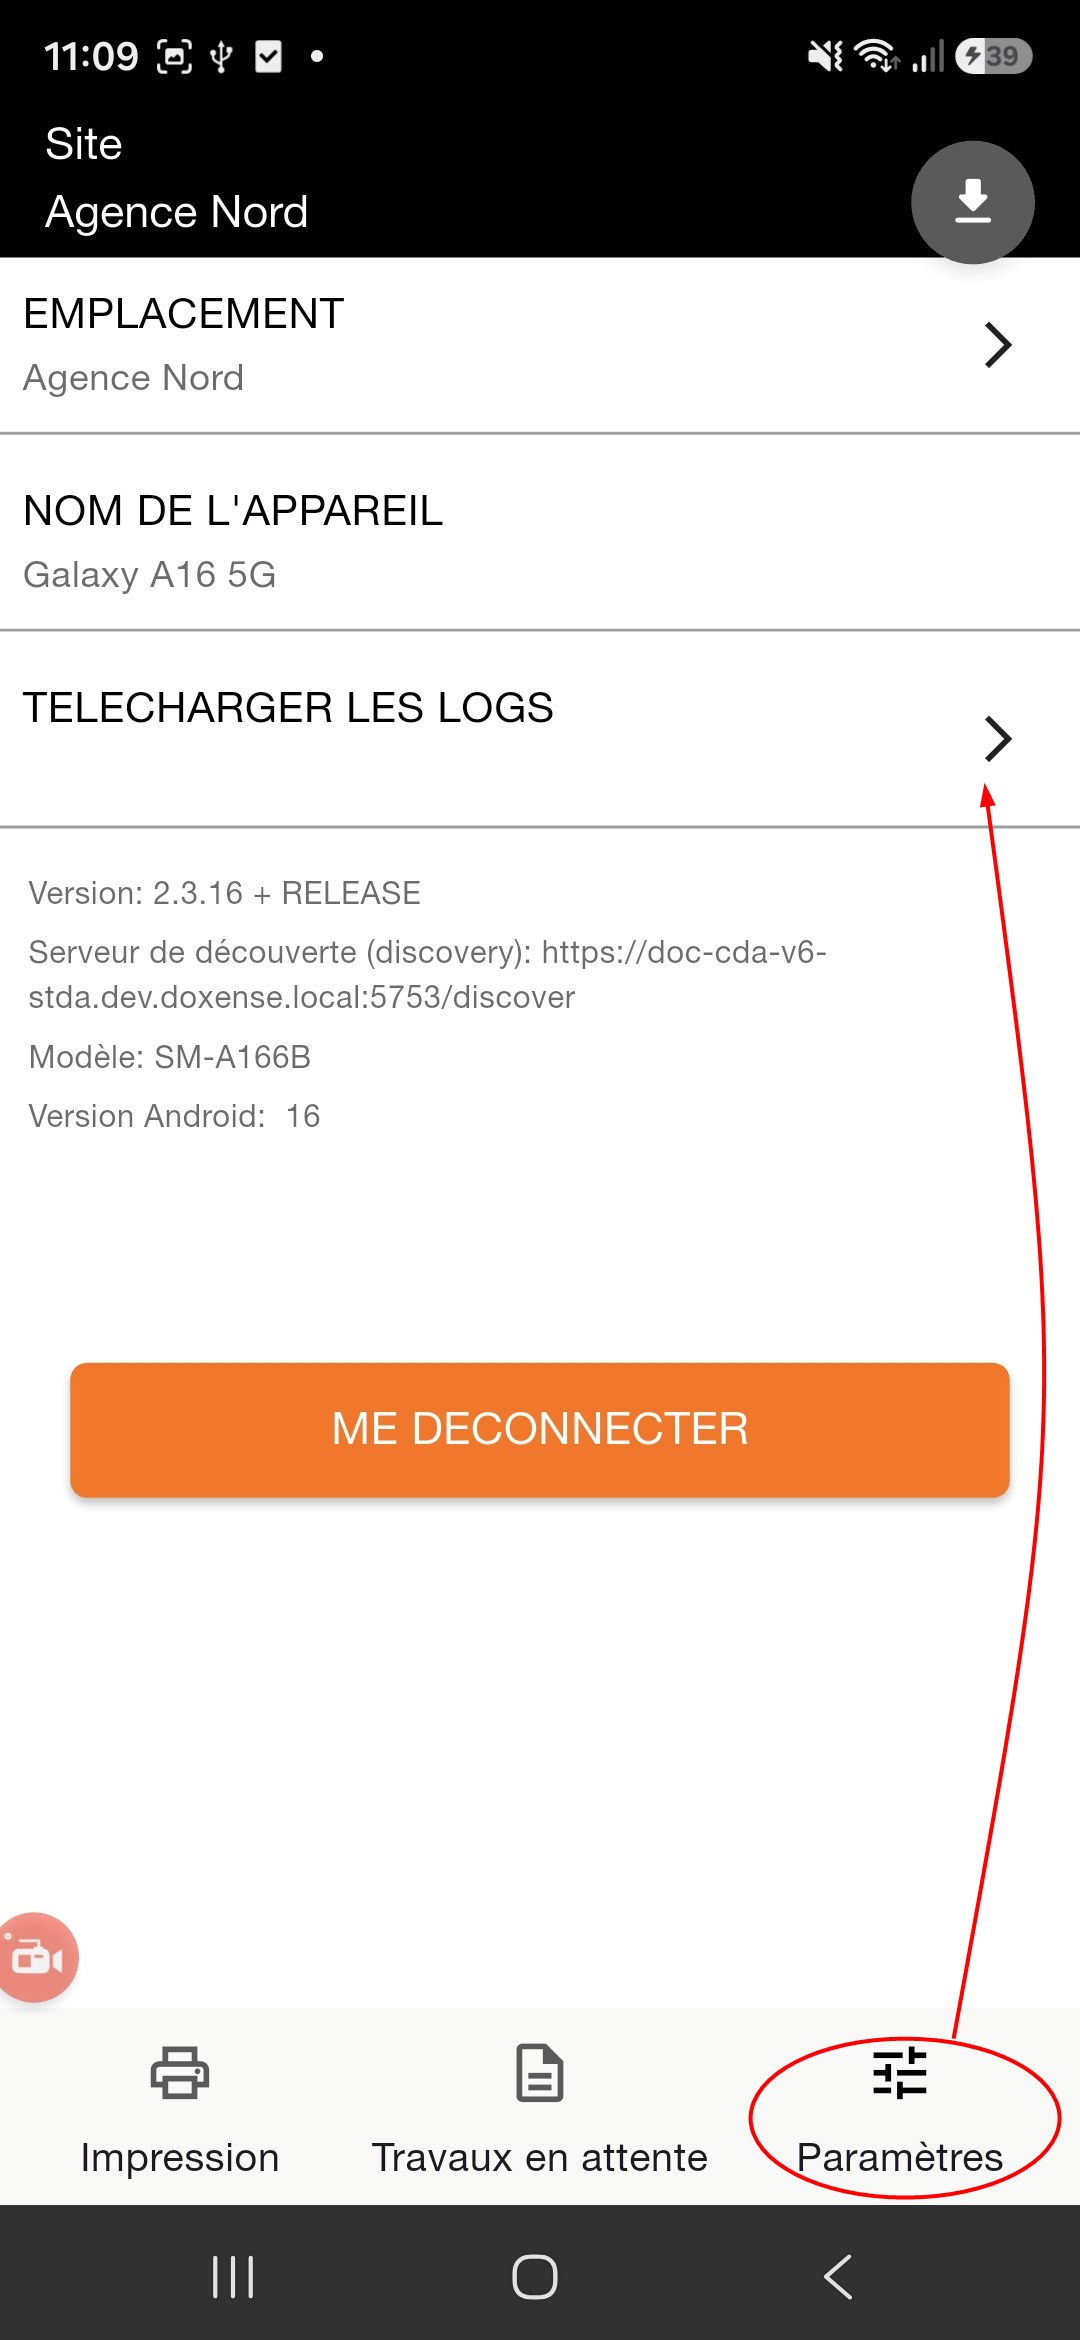 11:09
39
Site
Agence Nord
EMPLACEMENT
Agence Nord
NOM DE L'APPAREIL
Galaxy A16 5G
TELECHARGER LES LOGS
Version: 2.3.16 + RELEASE
Serveur de découverte (discovery): https://doc-cda-v6-
stda.dev.doxense.local:5753/discover
Modèle: SM-A166B
Version Android:  16
ME DECONNECTER
Impression
Travaux en attente
Paramètres